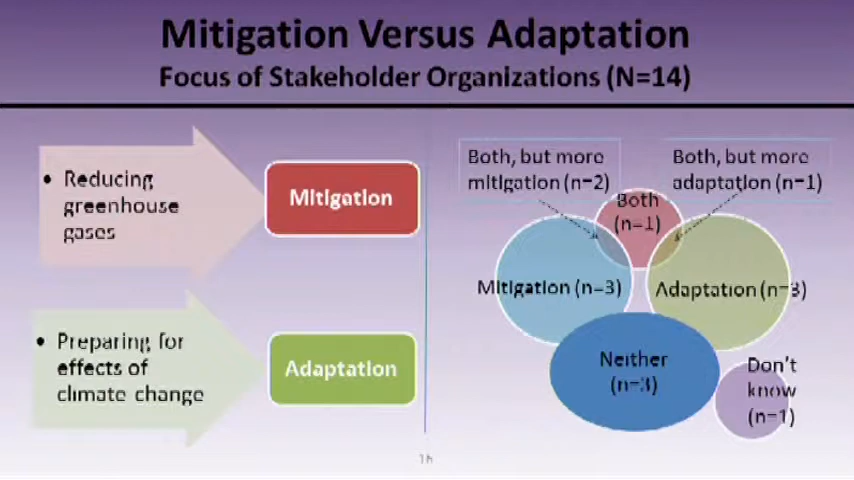 Mitigation Versus Adaptation
Focus of Stakeholder Organizations (N=14)
• Reducing
greenhouse
gases
Mitigation
• Preparing for
effects of
climate change
Adaptation
Both, but more
mitigation (n=2)
Both, but more
adaptation (n=1)
Both
(n=1)
Mitigation (n=3)
Adaptation (n=3)
Neither
(n=3)
Don't
know
(n=1)